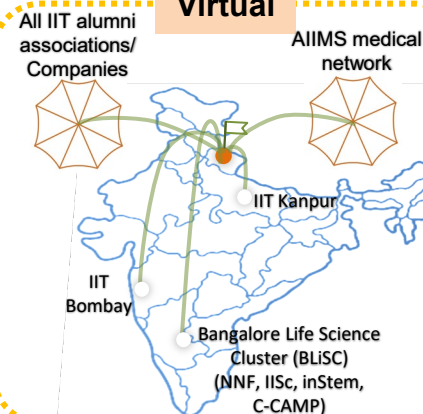 Virtual
All IIT alumni
associations/
Companies
AIIMS medical
network
IIT Kanpur
IIT
Bombay
Bangalore Life Science
Cluster (BLiSC)
(NNF, IISc, inStem,
C-CAMP)